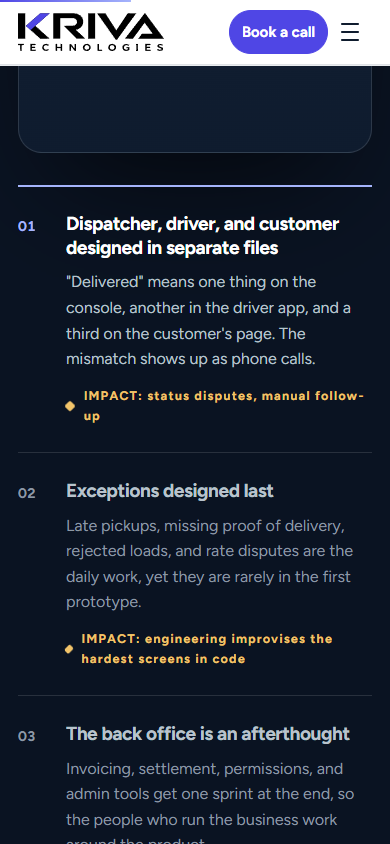 KRIVA
TECHNOLOGIES
Book a call
01
Dispatcher, driver, and customer
designed in separate files
"Delivered" means one thing on the
console, another in the driver app, and a
third on the customer's page. The
mismatch shows up as phone calls.
IMPACT: status disputes, manual follow-
up
02
Exceptions designed last
Late pickups, missing proof of delivery,
rejected loads, and rate disputes are the
daily work, yet they are rarely in the first
prototype.
IMPACT: engineering improvises the
hardest screens in code
03
The back office is an afterthought
Invoicing, settlement, permissions, and
admin tools get one sprint at the end, so
the people who run the business work
around the product.